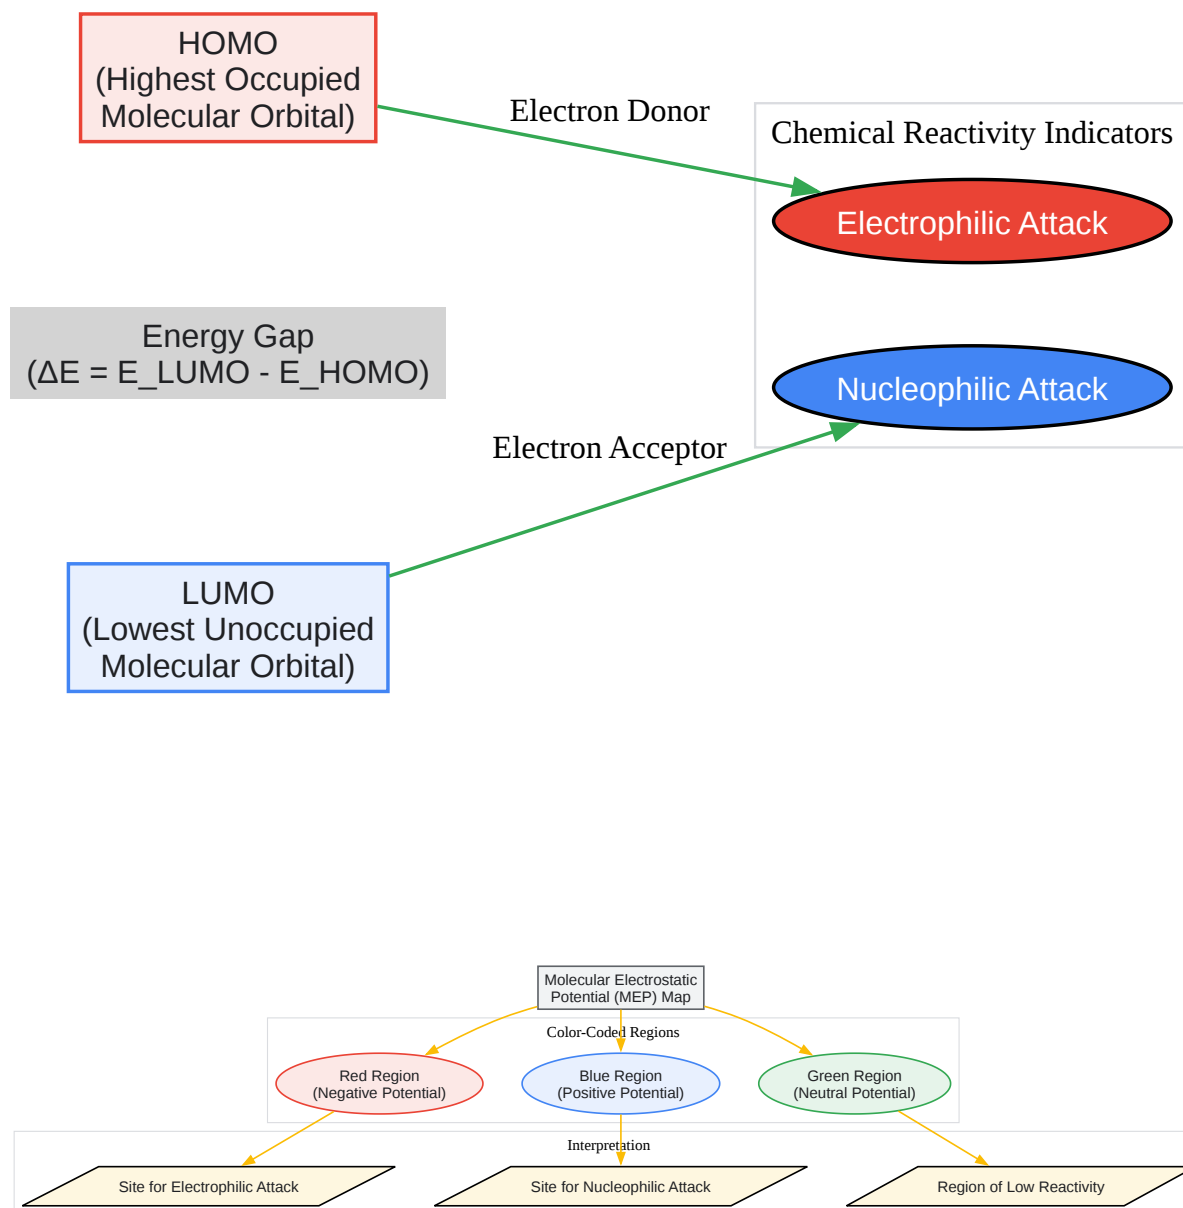 HOMO
(Highest Occupied
Molecular Orbital)
Electron Donor
Chemical Reactivity Indicators
Electrophilic Attack
Energy Gap
(ΔE = E_LUMO - E_HOMO)
Nucleophilic Attack
Electron Acceptor
LUMO
(Lowest Unoccupied
Molecular Orbital)
Molecular Electrostatic
Potential (MEP) Map
Color-Coded Regions
Red Region
(Negative Potential)
Blue Region
(Positive Potential)
Green Region
(Neutral Potential)
Interpretation
Site for Electrophilic Attack
Site for Nucleophilic Attack
Region of Low Reactivity